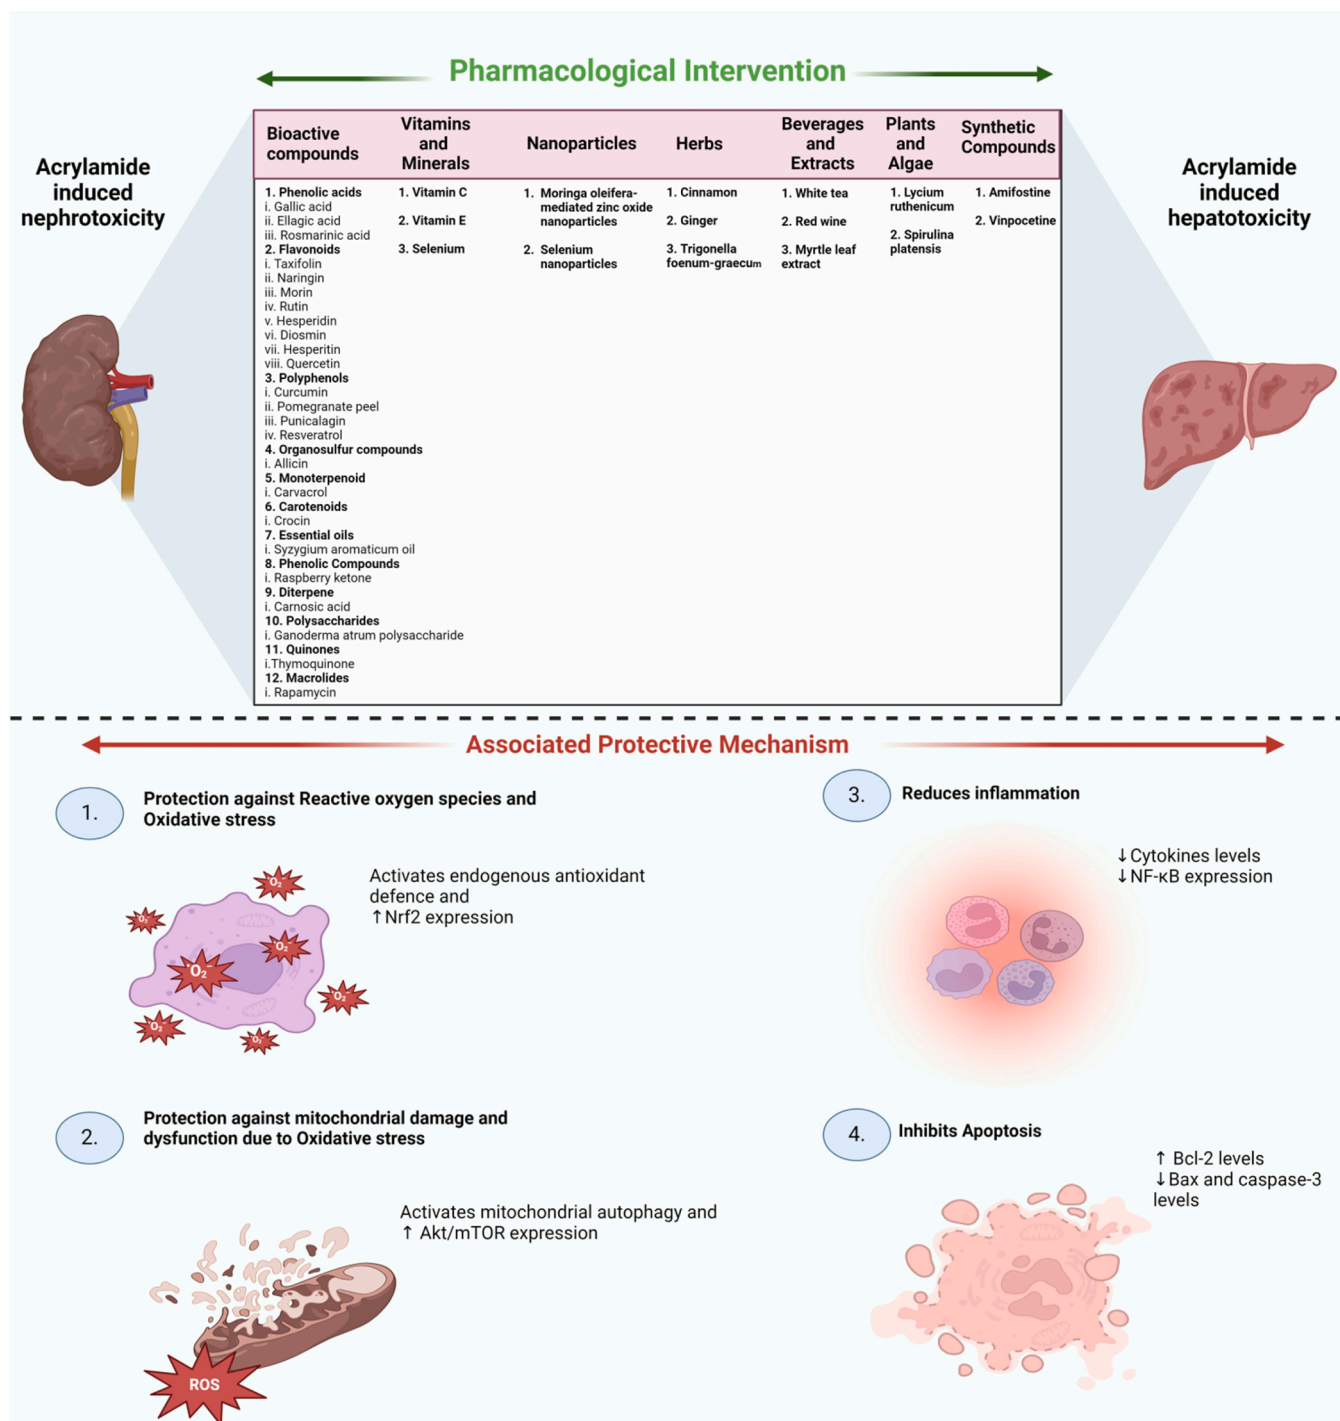 Pharmacological Intervention
Acrylamide
induced
nephrotoxicity
Bioactive
compounds
Vitamins
and
Minerals
Nanoparticles
Herbs
Beverages
and
Extracts
Plants
and
Algae
Synthetic
Compounds
1. Phenolic acids
i. Gallic acid
ii. Ellagic acid
iii. Rosmarinic acid
2. Flavonoids
i. Taxifolin
ii. Naringin
iii. Morin
iv. Rutin
v. Hesperidin
vi. Diosmin
vii. Hesperitin
viii. Quercetin
3. Polyphenols
i. Curcumin
ii. Pomegranate peel
iii. Punicalagin
iv. Resveratrol
4. Organosulfur compounds
i. Allicin
5. Monoterpenoid
i. Carvacrol
6. Carotenoids
i. Crocin
7. Essential oils
i. Syzygium aromaticum oil
8. Phenolic Compounds
i. Raspberry ketone
9. Diterpene
i. Carnosic acid
10. Polysaccharides
i. Ganoderma atrum polysaccharide
11. Quinones
i.Thymoquinone
12. Macrolides
i. Rapamycin
1. Vitamin C
2. Vitamin E
3. Selenium
1. Moringa oleifera-
mediated zinc oxide
nanoparticles
2. Selenium
nanoparticles
1. Cinnamon
2. Ginger
3. Trigonella
foenum-graecum
1. White tea
2. Red wine
3. Myrtle leaf
extract
1. Lycium
ruthenicum
2. Spirulina
platensis
1. Amifostine
2. Vinpocetine
Acrylamide
induced
hepatotoxicity
Associated Protective Mechanism
1.
Protection against Reactive oxygen species and
Oxidative stress
Activates endogenous antioxidant
defence and
↑Nrf2 expression
O₂⁻
O₂⁻
O₂⁻
O₂⁻
O₂⁻
O₂⁻
O₂⁻
2.
Protection against mitochondrial damage and
dysfunction due to Oxidative stress
Activates mitochondrial autophagy and
↑ Akt/mTOR expression
ROS
3.
Reduces inflammation
↓Cytokines levels
↓NF-κB expression
4.
Inhibits Apoptosis
↑ Bcl-2 levels
↓Bax and caspase-3
levels